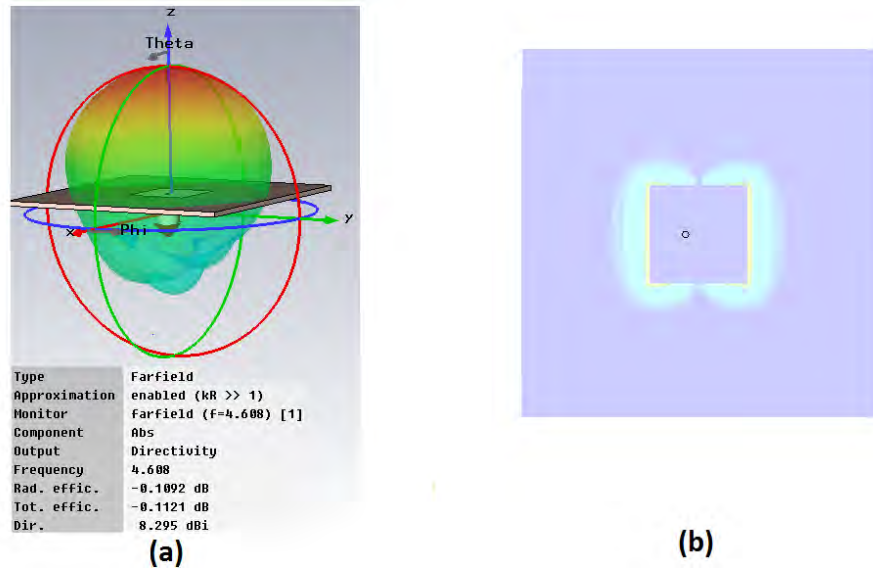 z
Theta
y
x
Phi
Type Farfield
Approximation enabled (kR >> 1)
Monitor farfield (f=4.608) [1]
Component Abs
Output Directivity
Frequency 4.608
Rad. effic. -0.1092 dB
Tot. effic. -0.1121 dB
Dir. 8.295 dBi
(a)
(b)